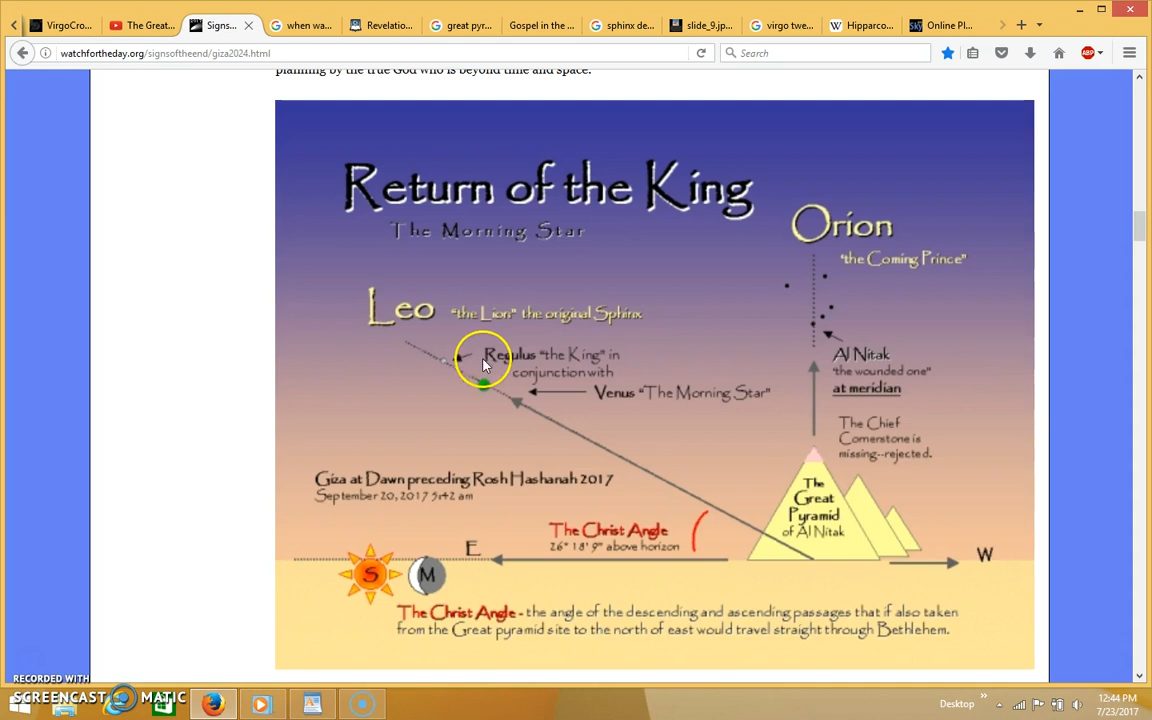 VirgoCro...
The Great...
Signs...
when wa...
Revelatio...
great pyr...
Gospel in the ...
sphinx de...
slide_9.jp...
virgo twe...
Hipparco...
Online Pl...
watchfortheday.org/signsoftheend/giza2024.html
Search
ABP
planning by the true God who is beyond time and space.
Return of the King
The Morning Star
Orion
"the Coming Prince"
Leo "the Lion" the original Sphinx
Regulus "the King" in
conjunction with
Venus "The Morning Star"
Al Nitak
"the wounded one"
at meridian
The Chief
Cornerstone is
missing--rejected.
Giza at Dawn preceding Rosh Hashanah 2017
September 20, 2017 5:42 am
The
Great
Pyramid
of Al Nitak
The Christ Angle
26° 18' 9" above horizon
E
W
S
M
The Christ Angle - the angle of the descending and ascending passages that if also taken
from the Great pyramid site to the north of east would travel straight through Bethlehem.
RECORDED WITH
SCREENCAST MATIC
Desktop
12:44 PM
7/23/2017